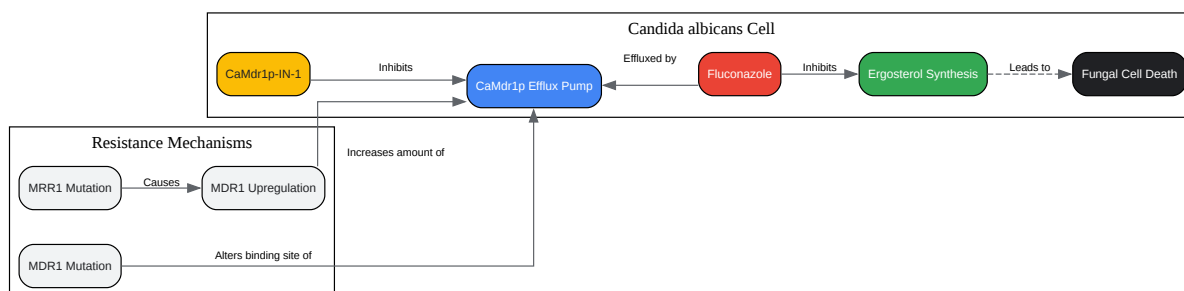 Candida albicans Cell
CaMdr1p-IN-1
Inhibits
CaMdr1p Efflux Pump
Effluxed by
Fluconazole
Inhibits
Ergosterol Synthesis
Leads to
Fungal Cell Death
Resistance Mechanisms
Increases amount of
MRR1 Mutation
Causes
MDR1 Upregulation
MDR1 Mutation
Alters binding site of